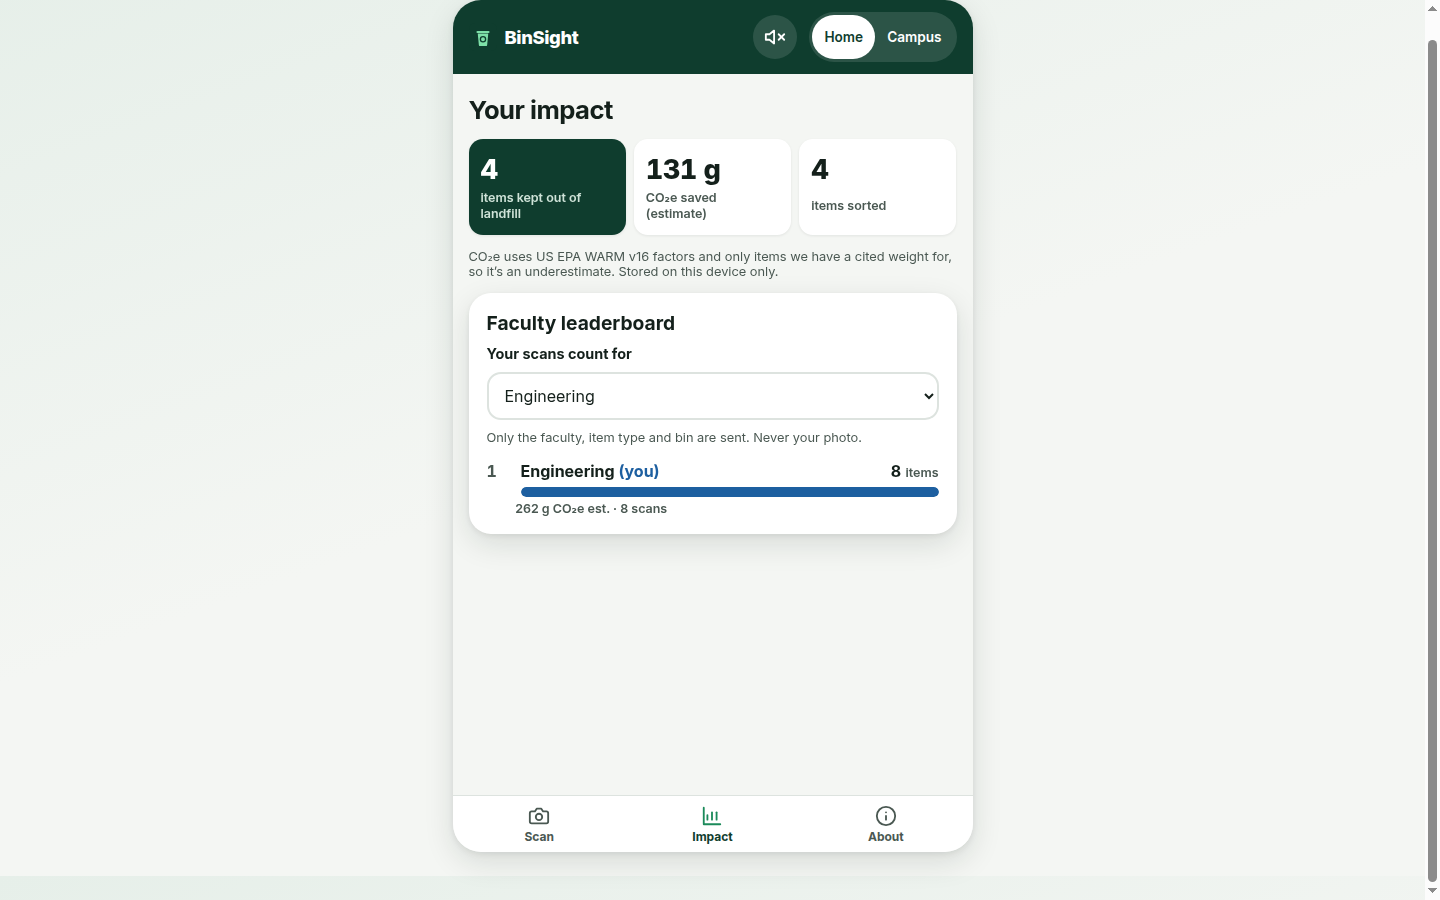 BinSight
Home
Campus
Your impact
4
items kept out of
landfill
131 g
CO₂e saved
(estimate)
4
items sorted
CO₂e uses US EPA WARM v16 factors and only items we have a cited weight for,
so it’s an underestimate. Stored on this device only.
Faculty leaderboard
Your scans count for
Engineering
Only the faculty, item type and bin are sent. Never your photo.
1 Engineering (you) 8 items
262 g CO₂e est. · 8 scans
Scan
Impact
About